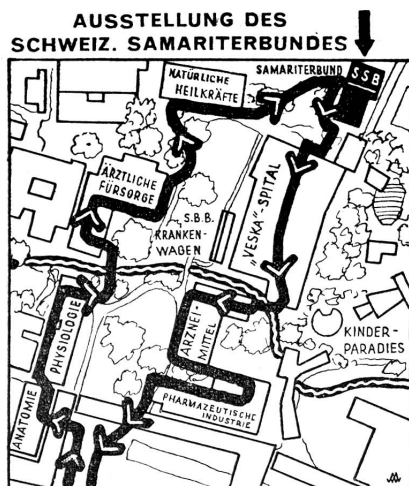 AUSSTELLUNG DES
SCHWEIZ. SAMARITERBUNDES
NATÜRLICHE
HEILKRÄFTE
SAMARITERBUND
S.S.B.
ÄRZTLICHE
FÜRSORGE
S.B.B.
KRANKEN-
WAGEN
„VESKA"-SPITAL
PHYSIOLOGIE
ARZNEI-
MITTEL
KINDER-
PARADIES
ANATOMIE
PHARMAZEUTISCHE
INDUSTRIE